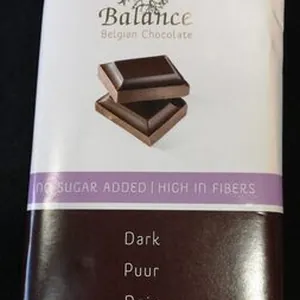 Balance
Belgian Chocolate
NO SUGAR ADDED | HIGH IN FIBERS
Dark
Puur